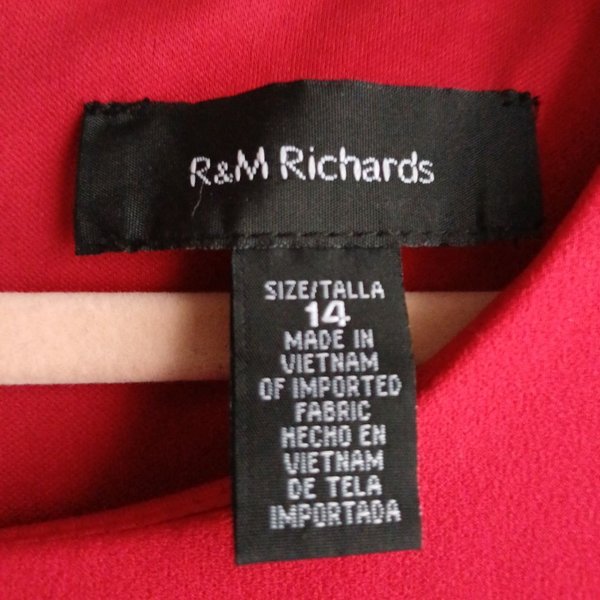 R&M Richards
SIZE/TALLA
14
MADE IN
VIETNAM
OF IMPORTED
FABRIC
HECHO EN
VIETNAM
DE TELA
IMPORTADA